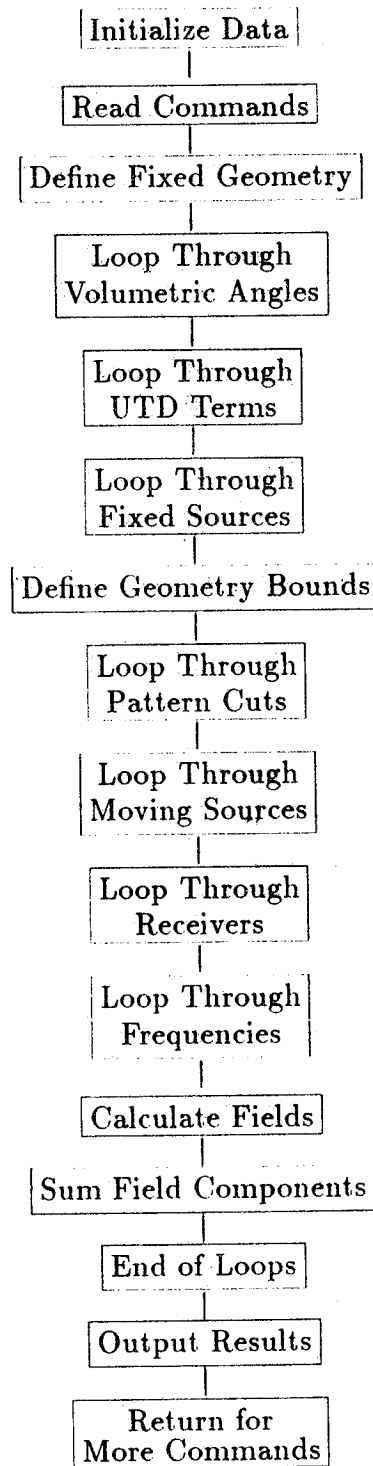 Initialize Data
Read Commands
Define Fixed Geometry
Loop Through
Volumetric Angles
Loop Through
UTD Terms
Loop Through
Fixed Sources
Define Geometry Bounds
Loop Through
Pattern Cuts
Loop Through
Moving Sources
Loop Through
Receivers
Loop Through
Frequencies
Calculate Fields
Sum Field Components
End of Loops
Output Results
Return for
More Commands